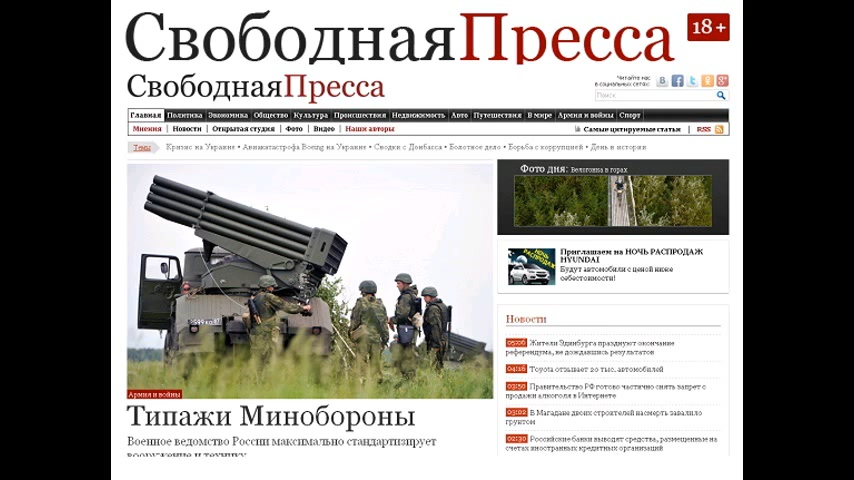 СвободнаяПресса
18+
СвободнаяПресса
Читайте нас
в социальных сетях:
Поиск
Главная Политика Экономика Общество Культура Происшествия Недвижимость Авто Путешествия В мире Армия и войны Спорт
Мнения Новости Открытая студия Фото Видео Наши авторы Самые цитируемые статьи RSS
Темы Кризис на Украине • Авиакатастрофа Boeing на Украине • Сводки с Донбасса • Болотное дело • Борьба с коррупцией • День в истории
Фото дня: Велогонка в горах
НОЧЬ
РАСПРОДАЖ
Приглашаем на НОЧЬ РАСПРОДАЖ
HYUNDAI
Будут автомобили с ценой ниже
себестоимости!
Новости
05:06 Жители Эдинбурга празднуют окончание
референдума, не дождавшись результатов
04:16 Toyota отзывает 20 тыс. автомобилей
03:50 Правительство РФ готово частично снять запрет с
продажи алкоголя в Интернете
03:02 В Магадане двоих строителей насмерть завалило
грунтом
02:30 Российские банки выводят средства, размещенные на
счетах иностранных кредитных организаций
Армия и войны
Типажи Минобороны
Военное ведомство России максимально стандартизирует
вооружение и технику